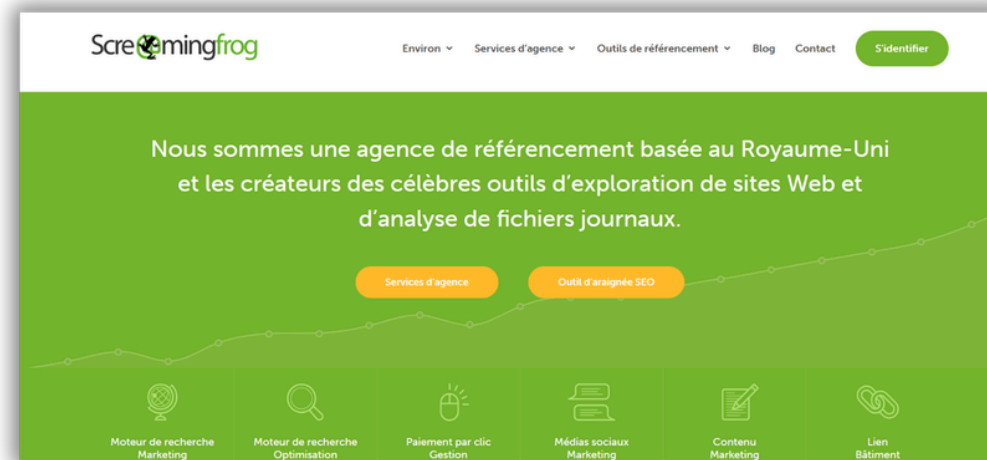 Screamingfrog
Environ Services d'agence Outils de référencement Blog Contact S'identifier
Nous sommes une agence de référencement basée au Royaume-Uni
et les créateurs des célèbres outils d'exploration de sites Web et
d'analyse de fichiers journaux.
Services d'agence Outil d'araignée SEO
Moteur de recherche Moteur de recherche Paiement par clic Médias sociaux Contenu Lien
Marketing Optimisation Gestion Marketing Marketing Bâtiment